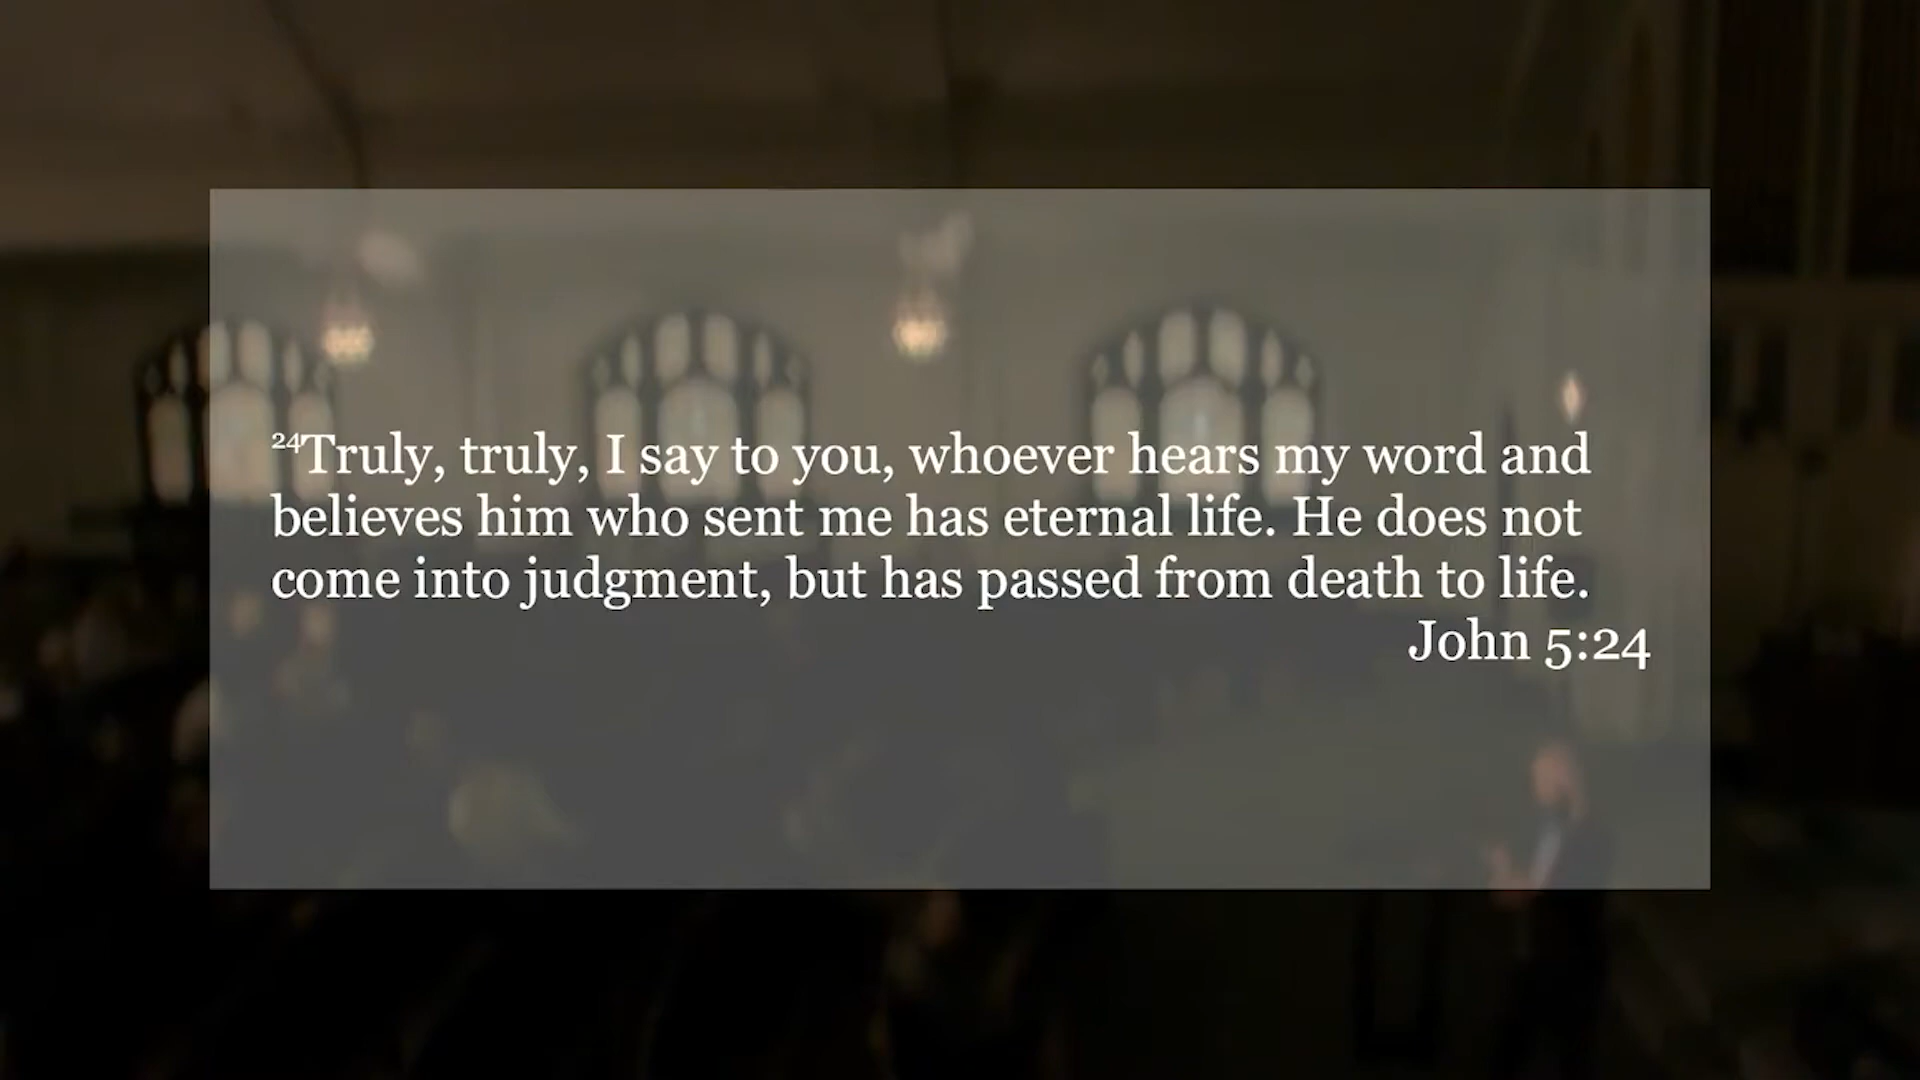 24Truly, truly, I say to you, whoever hears my word and
believes him who sent me has eternal life. He does not
come into judgment, but has passed from death to life.
John 5:24